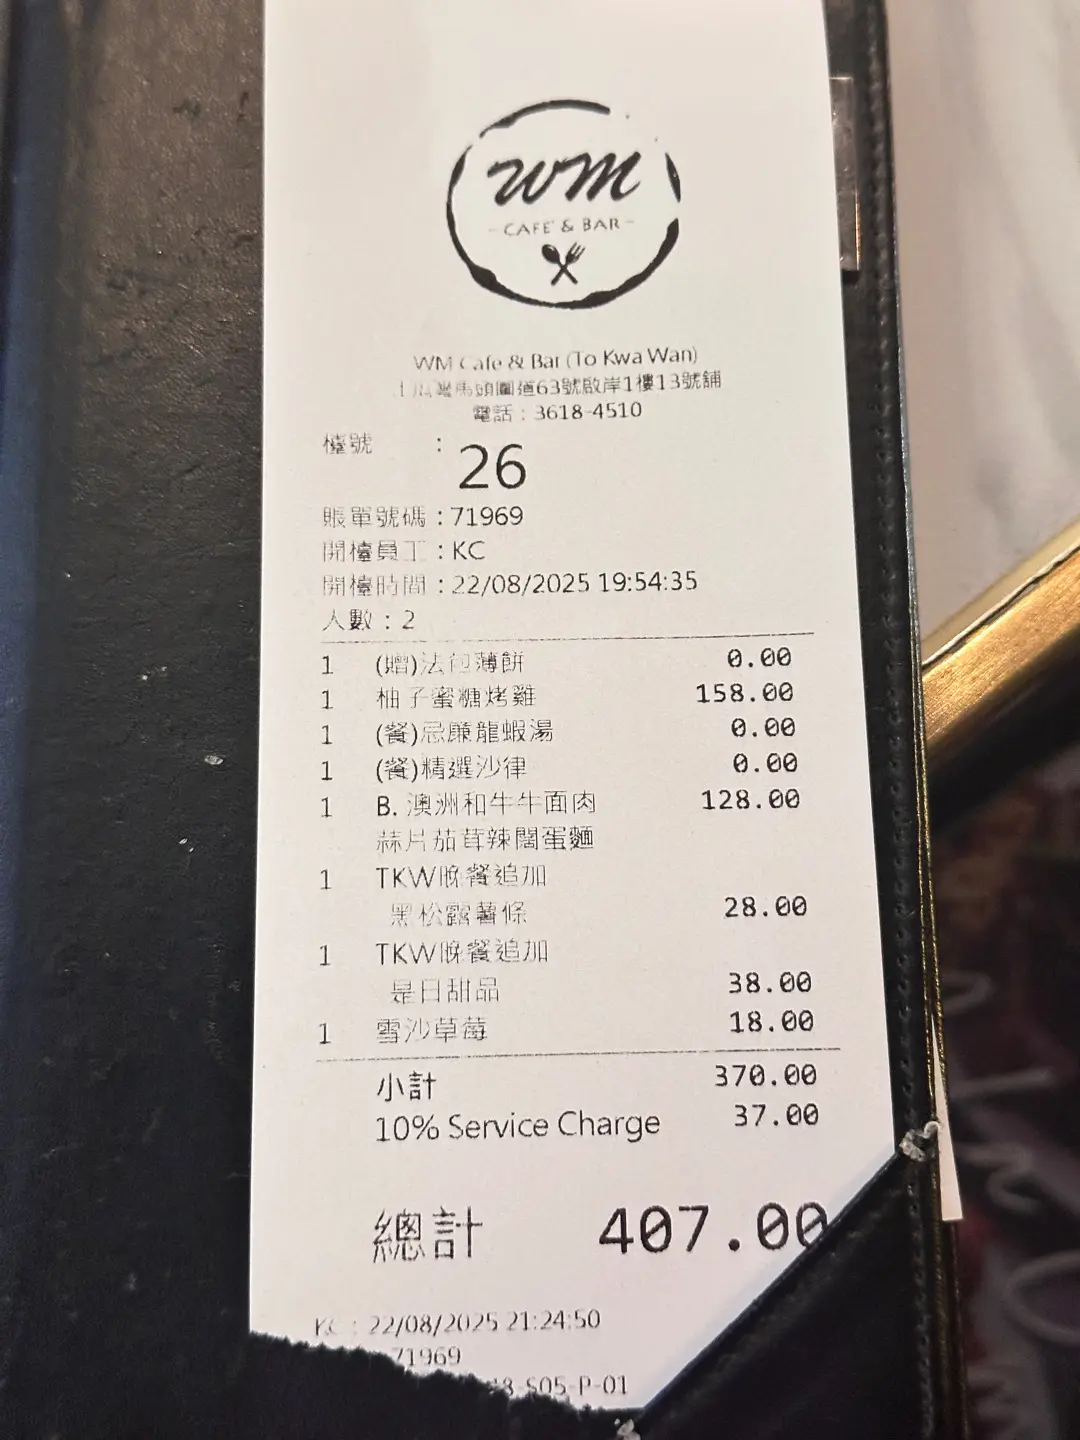 WM
CAFE & BAR
WM Cafe & Bar (To Kwa Wan)
土瓜灣馬頭圍道63號啟岸1樓13號舖
電話：3618-4510
檯號 : 26
賬單號碼：71969
開檯員工：KC
開檯時間：22/08/2025 19:54:35
人數：2
1 (贈)法包薄餅 0.00
1 柚子蜜糖烤雞 158.00
1 (餐)忌廉龍蝦湯 0.00
1 (餐)精選沙律 0.00
1 B. 澳洲和牛牛面肉 128.00
蒜片茄茸辣闊蛋麵
1 TKW晚餐追加
黑松露薯條 28.00
1 TKW晚餐追加
是日甜品 38.00
1 雪沙草莓 18.00
小計 370.00
10% Service Charge 37.00
總計 407.00
KC : 22/08/2025 21:24:50
71969
8-S05-P-01